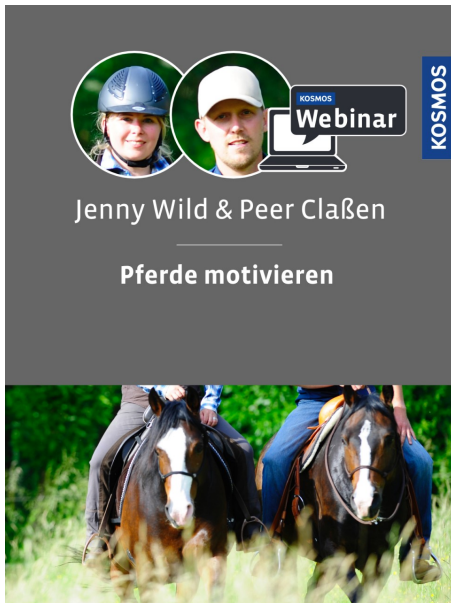 KOSMOS
Webinar
KOSMOS
Jenny Wild & Peer Claßen
Pferde motivieren